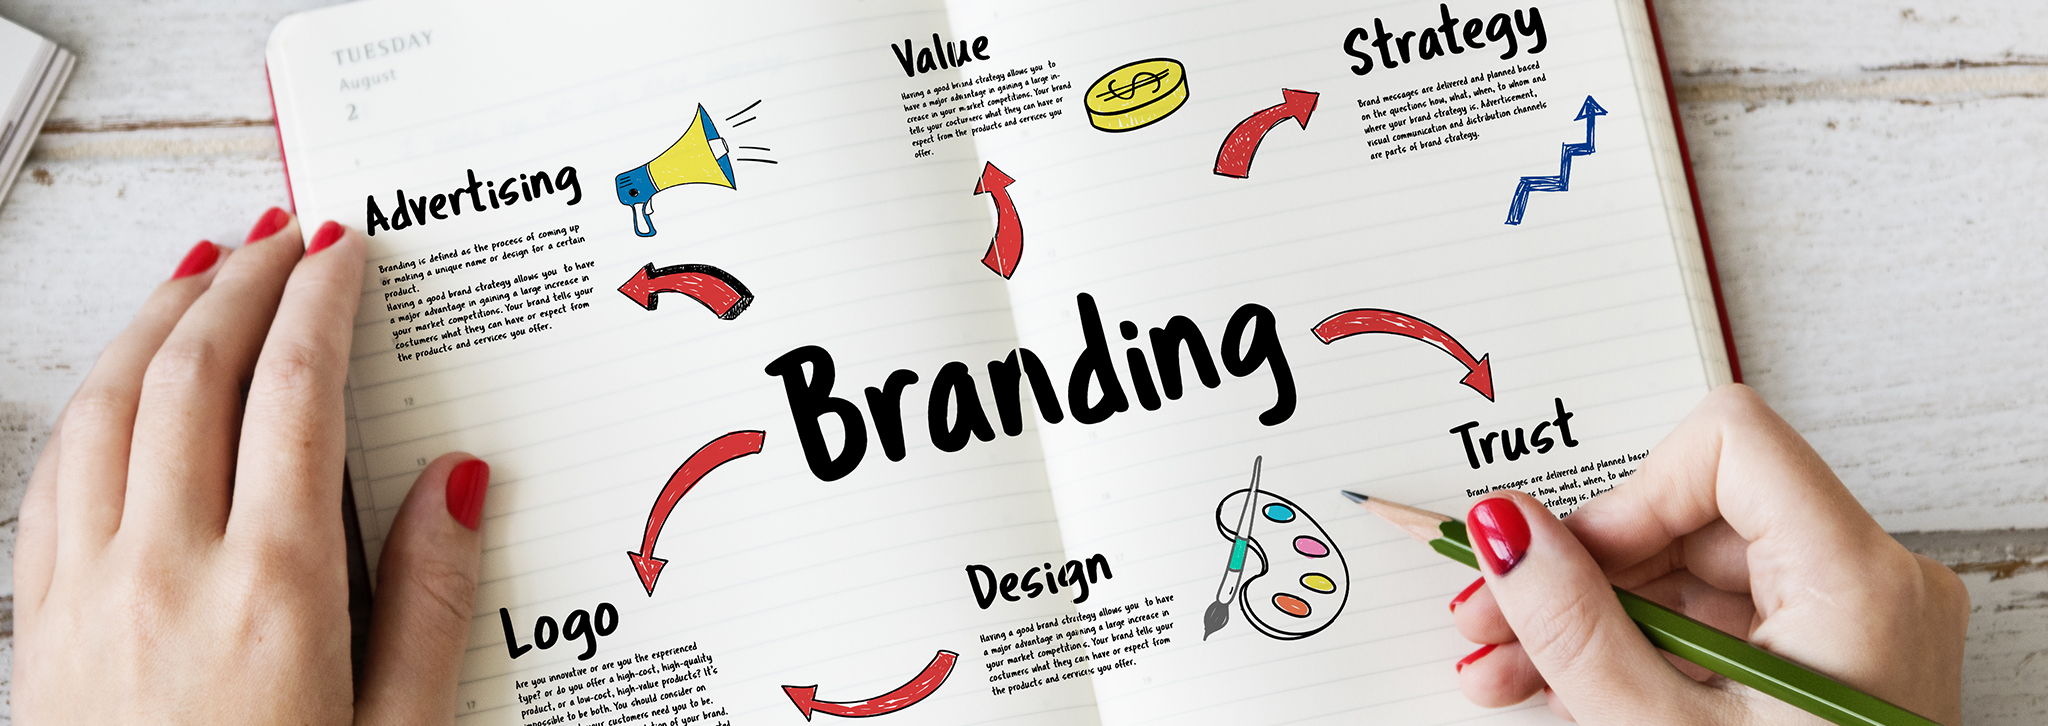 TUESDAY
August
2
Advertising
Branding is defined as the process of coming up
or making a unique name or design for a certain
product.
Having a good brand strategy allows you to have
a major advantage in gaining a large increase in
your market competitions. Your brand tells your
costumers what they can have or expect from
the products and services you offer.
Value
Having a good brand strategy allows you to
have a major advantage in gaining a large in-
crease in your market competitions. Your brand
tells your costumers what they can have or
expect from the products and services you
offer.
Strategy
Brand messages are delivered and planned based
on the questions how, what, when, to whom and
where your brand strategy is. Advertisement,
visual communication and distribution channels
are parts of brand strategy.
Branding
Trust
Brand messages are delivered and planned based
how, what, when, to whom
strategy is.
and
Logo
Are you innovative or are you the experienced
type? or do you offer a high-cost, high-quality
product, or a low-cost, high-value products? It's
impossible to be both. You should consider on
your customers need you to be.
of your brand.
Design
Having a good brand strategy allows you to have
a major advantage in gaining a large increase in
your market competitions. Your brand tells your
costumers what they can have or expect from
the products and services you offer.
12
13
17